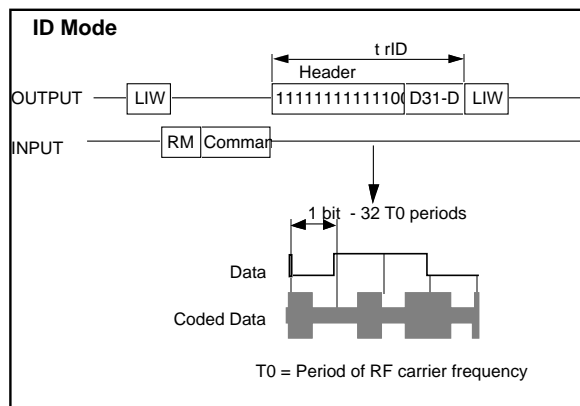 ID Mode
t rID
Header
OUTPUT LIW 11111111111100 D31-D LIW
INPUT RM Comman
1 bit - 32 T0 periods
Data
Coded Data
T0 = Period of RF carrier frequency